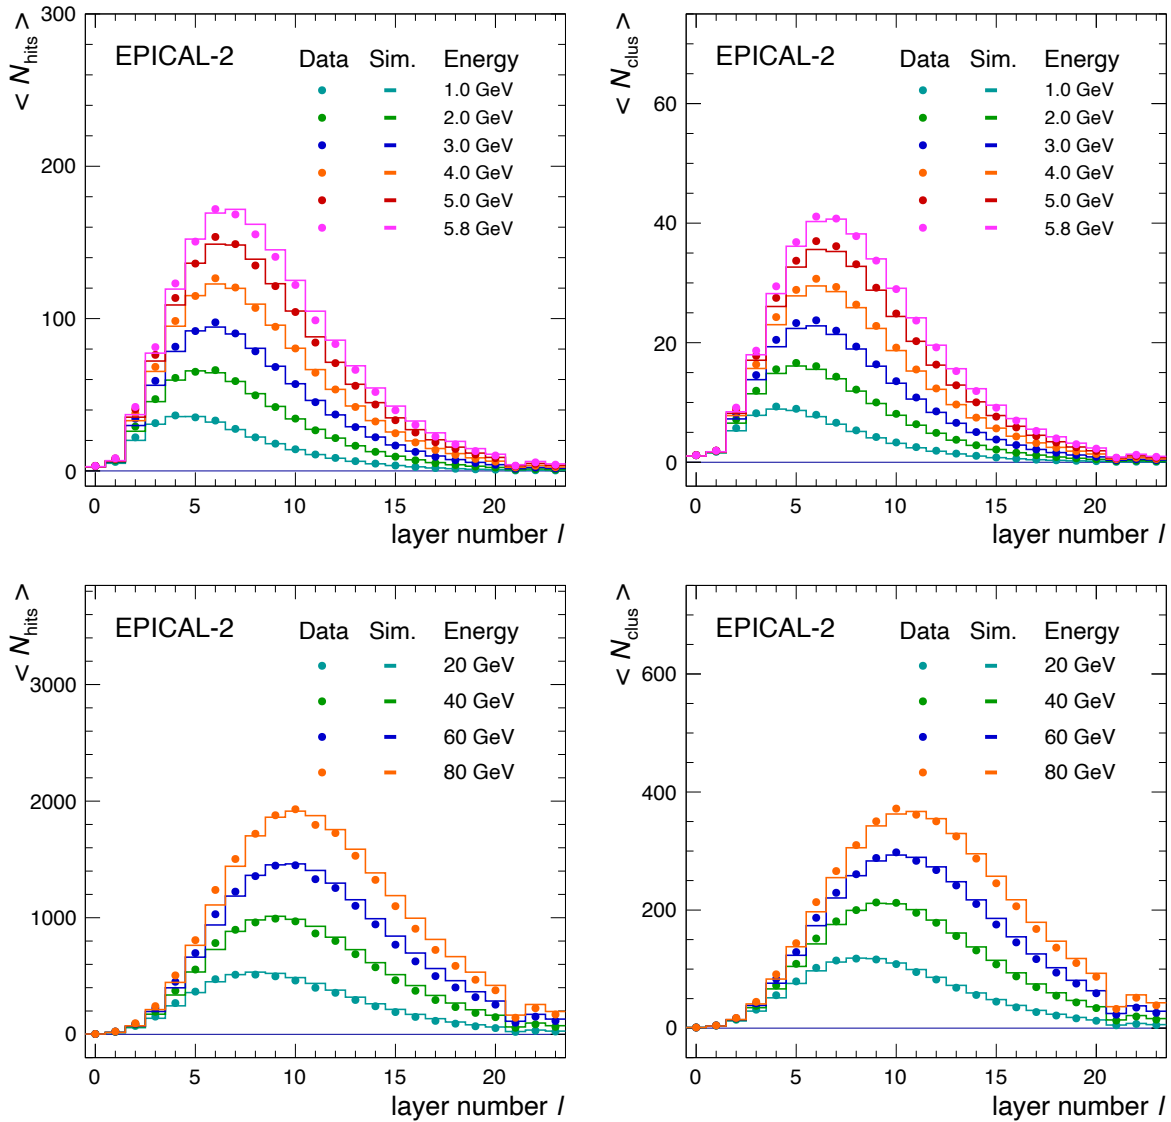 300
200
100
0
< N_hits >
EPICAL-2
Data Sim. Energy
1.0 GeV
2.0 GeV
3.0 GeV
4.0 GeV
5.0 GeV
5.8 GeV
0 5 10 15 20
layer number l
60
40
20
0
< N_clus >
EPICAL-2
Data Sim. Energy
1.0 GeV
2.0 GeV
3.0 GeV
4.0 GeV
5.0 GeV
5.8 GeV
0 5 10 15 20
layer number l
3000
2000
1000
0
< N_hits >
EPICAL-2
Data Sim. Energy
20 GeV
40 GeV
60 GeV
80 GeV
0 5 10 15 20
layer number l
600
400
200
0
< N_clus >
EPICAL-2
Data Sim. Energy
20 GeV
40 GeV
60 GeV
80 GeV
0 5 10 15 20
layer number l